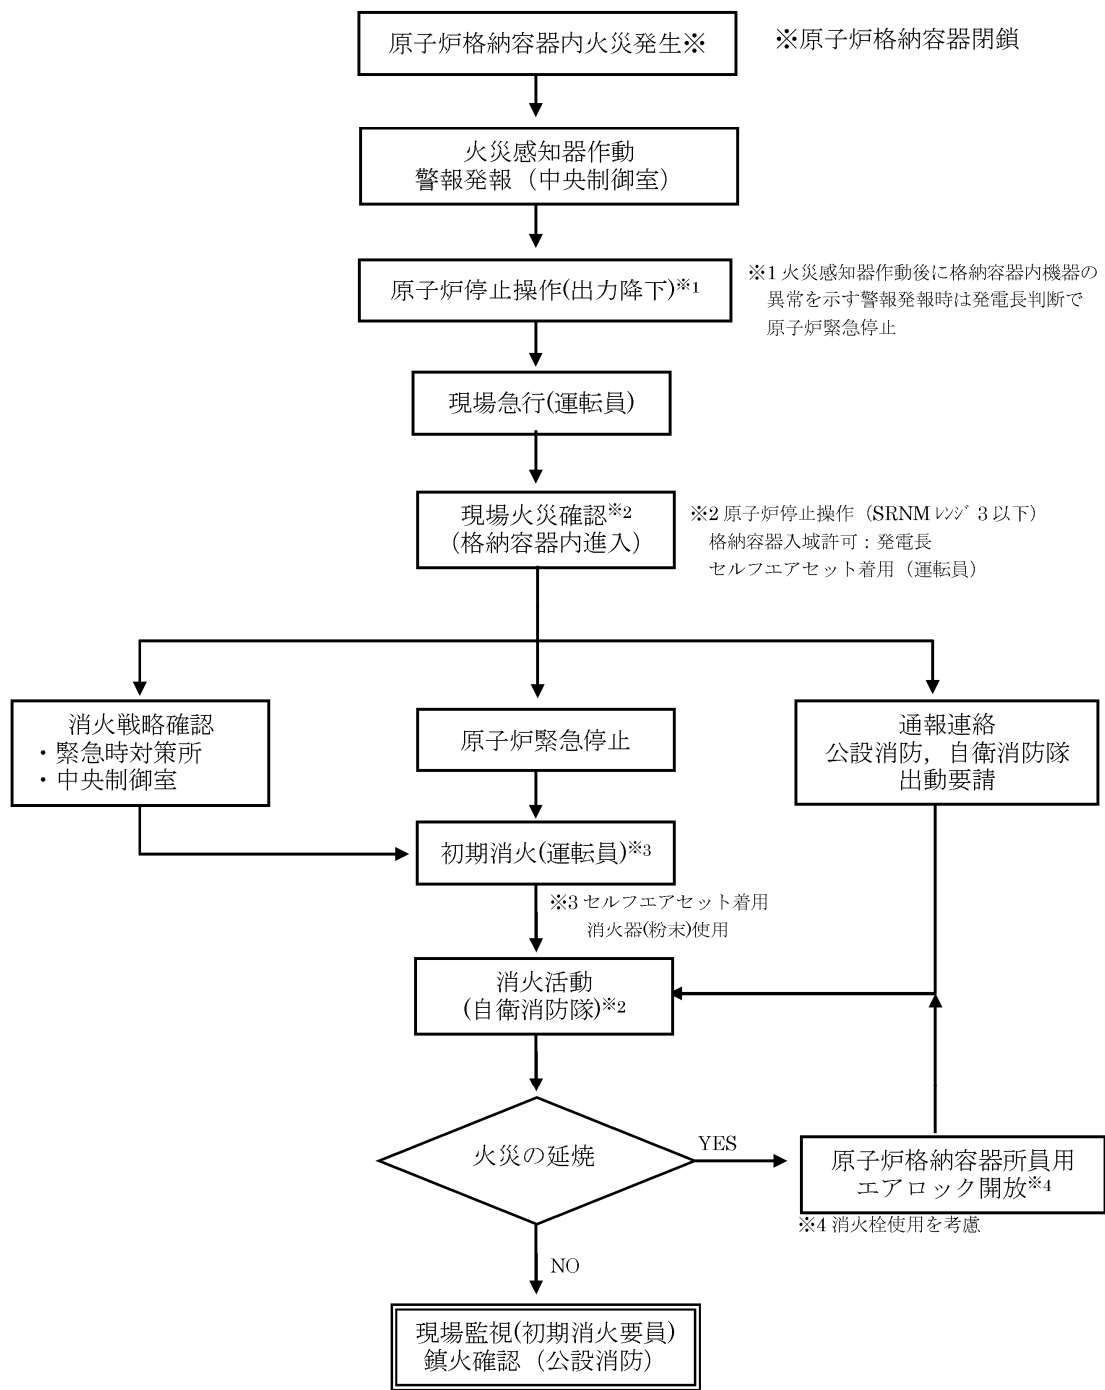 原子炉格納容器内火災発生※
※原子炉格納容器閉鎖
火災感知器作動
警報発報（中央制御室）
原子炉停止操作(出力降下)※1
※1 火災感知器作動後に格納容器内機器の
異常を示す警報発報時は発電長判断で
原子炉緊急停止
現場急行(運転員)
現場火災確認※2
（格納容器内進入）
※2 原子炉停止操作（SRNM ﾚﾝｼﾞ 3 以下）
格納容器入域許可：発電長
セルフエアセット着用（運転員）
消火戦略確認
・緊急時対策所
・中央制御室
原子炉緊急停止
通報連絡
公設消防，自衛消防隊
出動要請
初期消火(運転員)※3
※3 セルフエアセット着用
消火器(粉末)使用
消火活動
(自衛消防隊)※2
火災の延焼
YES
原子炉格納容器所員用
エアロック開放※4
※4 消火栓使用を考慮
NO
現場監視(初期消火要員)
鎮火確認（公設消防）